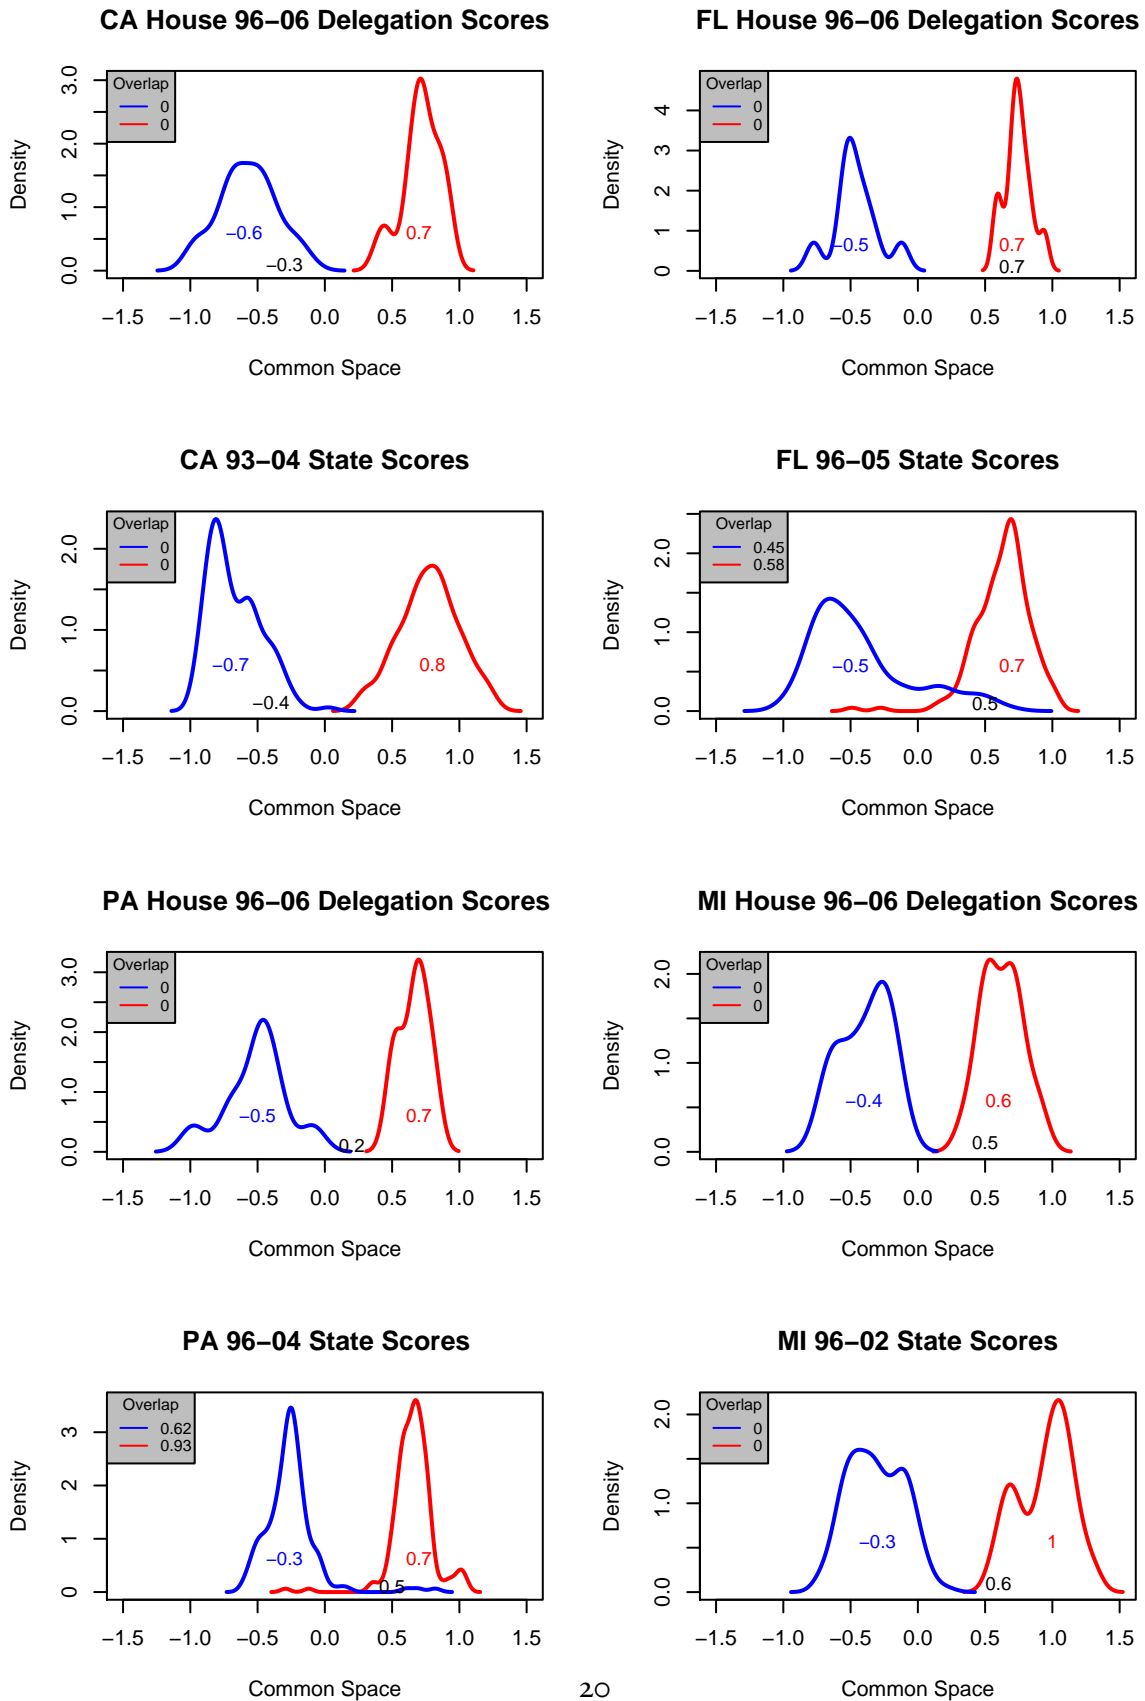 CA House 96–06 Delegation Scores
Overlap
0
0
Density
0.0 1.0 2.0 3.0
−0.6
0.7
−0.3
−1.5 −1.0 −0.5 0.0 0.5 1.0 1.5
Common Space
FL House 96–06 Delegation Scores
Overlap
0
0
Density
0 1 2 3 4
−0.5
0.7
0.7
−1.5 −1.0 −0.5 0.0 0.5 1.0 1.5
Common Space
CA 93–04 State Scores
Overlap
0
0
Density
0.0 1.0 2.0
−0.7
0.8
−0.4
−1.5 −1.0 −0.5 0.0 0.5 1.0 1.5
Common Space
FL 96–05 State Scores
Overlap
0.45
0.58
Density
0.0 1.0 2.0
−0.5
0.7
0.5
−1.5 −1.0 −0.5 0.0 0.5 1.0 1.5
Common Space
PA House 96–06 Delegation Scores
Overlap
0
0
Density
0.0 1.0 2.0 3.0
−0.5
0.7
0.2
−1.5 −1.0 −0.5 0.0 0.5 1.0 1.5
Common Space
MI House 96–06 Delegation Scores
Overlap
0
0
Density
0.0 1.0 2.0
−0.4
0.6
0.5
−1.5 −1.0 −0.5 0.0 0.5 1.0 1.5
Common Space
PA 96–04 State Scores
Overlap
0.62
0.93
Density
0 1 2 3
−0.3
0.7
0.5
−1.5 −1.0 −0.5 0.0 0.5 1.0 1.5
Common Space
MI 96–02 State Scores
Overlap
0
0
Density
0.0 1.0 2.0
−0.3
1
0.6
−1.5 −1.0 −0.5 0.0 0.5 1.0 1.5
Common Space
20